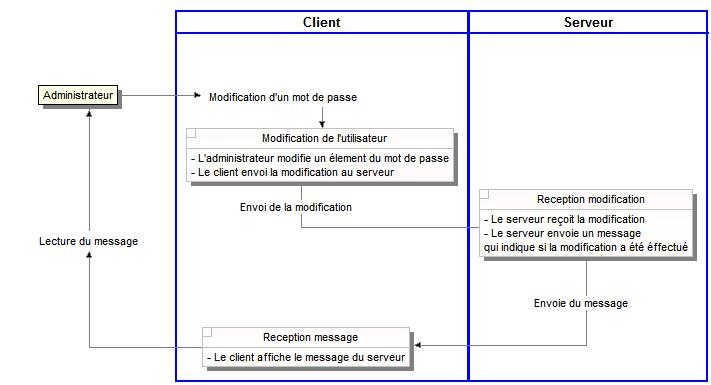 Client
Serveur
Administrateur
Modification d'un mot de passe
Modification de l'utilisateur
- L'administrateur modifie un élement du mot de passe
- Le client envoi la modification au serveur
Envoi de la modification
Reception modification
- Le serveur reçoit la modification
- Le serveur envoie un message
qui indique si la modification a été éffectué
Lecture du message
Envoie du message
Reception message
- Le client affiche le message du serveur